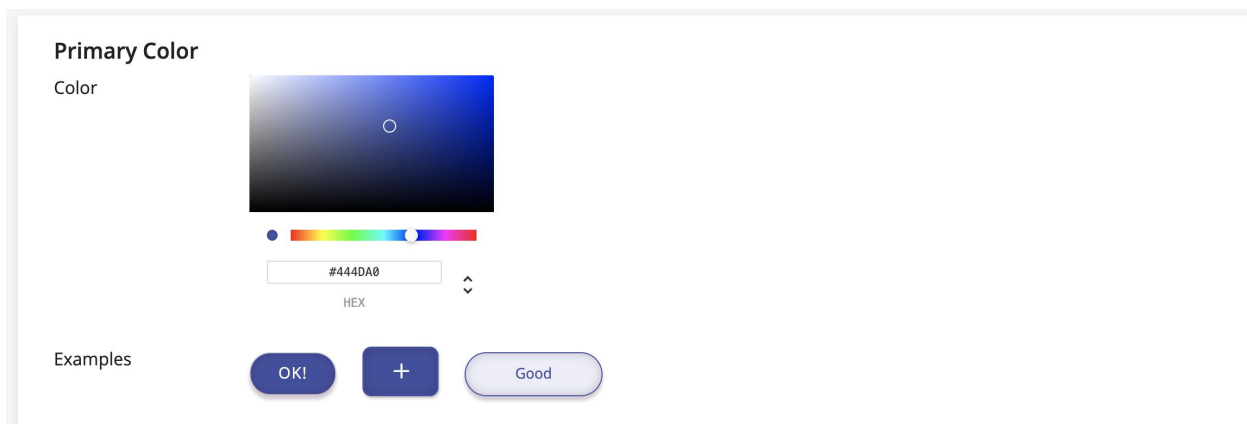 Primary Color
Color
#444DA0
HEX
Examples
OK!
+
Good